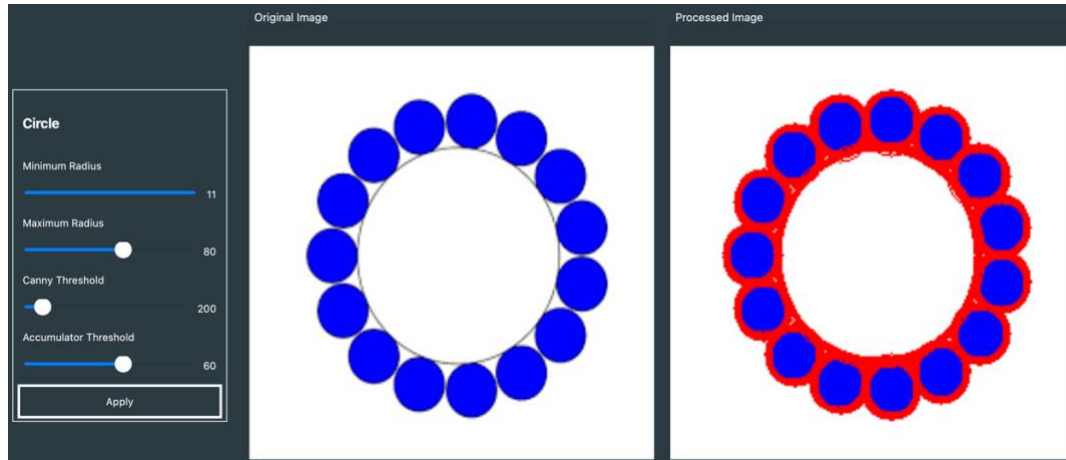 Original Image
Processed Image
Circle
Minimum Radius
11
Maximum Radius
80
Canny Threshold
200
Accumulator Threshold
60
Apply